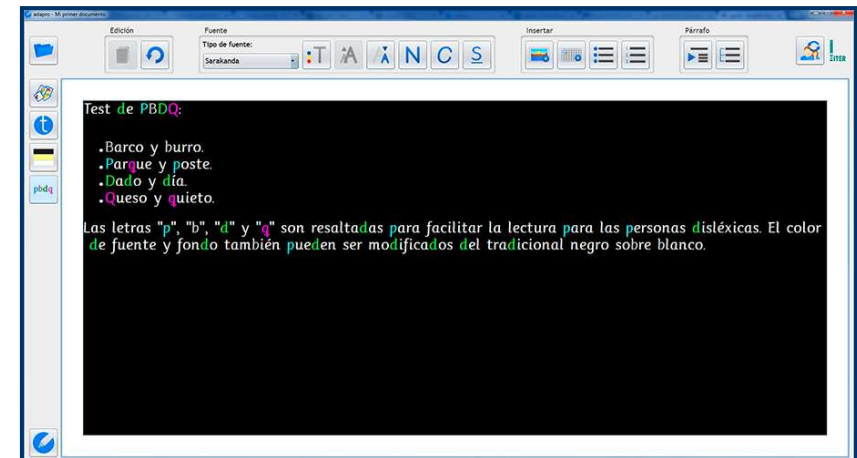 adapro - Mi primer documento
Edición
Fuente
Insertar
Párrafo
Tipo de fuente:
Sarakanda
T
A
A
N
C
S
INTER
t
pbdq
Test de PBDQ:
.Barco y burro.
.Parque y poste.
.Dado y día.
.Queso y quieto.
Las letras "p", "b", "d" y "q" son resaltadas para facilitar la lectura para las personas disléxicas. El color
de fuente y fondo también pueden ser modificados del tradicional negro sobre blanco.